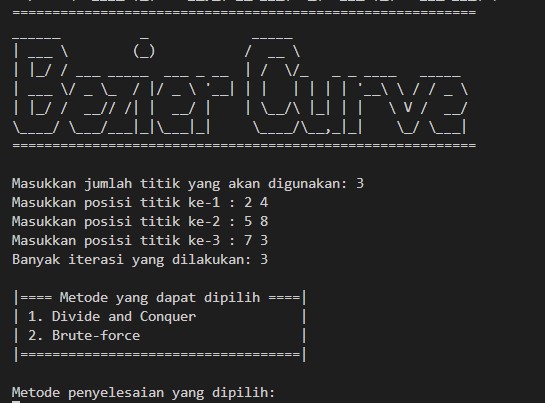 Bezier Curve
Masukkan jumlah titik yang akan digunakan: 3
Masukkan posisi titik ke-1 : 2 4
Masukkan posisi titik ke-2 : 5 8
Masukkan posisi titik ke-3 : 7 3
Banyak iterasi yang dilakukan: 3
|==== Metode yang dapat dipilih ====|
| 1. Divide and Conquer |
| 2. Brute-force |
|===================================|
Metode penyelesaian yang dipilih: